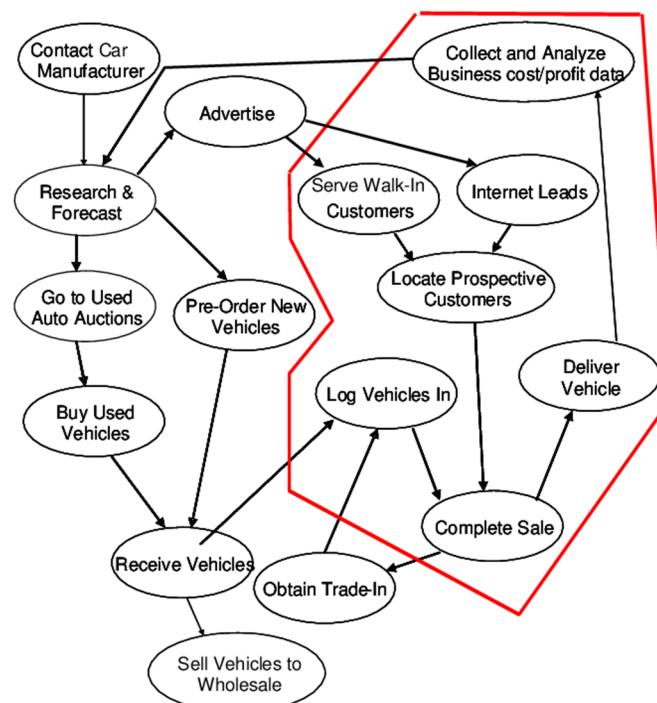 Contact Car
Manufacturer
Collect and Analyze
Business cost/profit data
Advertise
Research &
Forecast
Serve Walk-In
Customers
Internet Leads
Go to Used
Auto Auctions
Pre-Order New
Vehicles
Locate Prospective
Customers
Deliver
Vehicle
Log Vehicles In
Buy Used
Vehicles
Complete Sale
Receive Vehicles
Obtain Trade-In
Sell Vehicles to
Wholesale